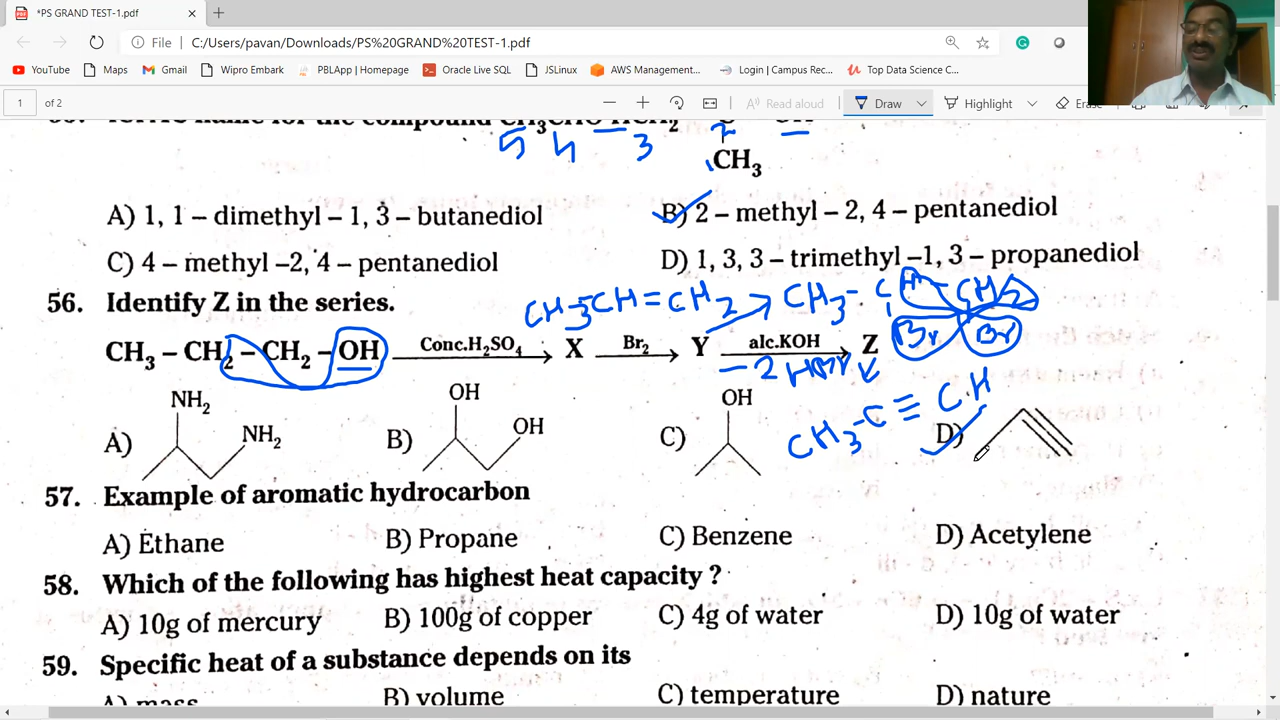 *PS GRAND TEST-1.pdf
File C:/Users/pavan/Downloads/PS%20GRAND%20TEST-1.pdf
YouTube Maps Gmail Wipro Embark PBLApp | Homepage Oracle Live SQL JSLinux AWS Management... Login | Campus Rec... Top Data Science C...
1 of 2 Read aloud Draw Highlight Erase
5 4 3 2
1 CH₃
A) 1, 1 – dimethyl – 1, 3 – butanediol B) 2 – methyl – 2, 4 – pentanediol
C) 4 – methyl –2, 4 – pentanediol D) 1, 3, 3 – trimethyl –1, 3 – propanediol
56. Identify Z in the series.
CH3CH=CH2 CH3-CH-CH2
Br Br
CH₃ – CH₂ – CH₂ – OH Conc.H₂SO₄ X Br₂ Y alc.KOH Z
-2HBr
CH3-C≡CH
NH₂ OH OH
A) NH₂ B) OH C) D)
57. Example of aromatic hydrocarbon
A) Ethane B) Propane C) Benzene D) Acetylene
58. Which of the following has highest heat capacity ?
A) 10g of mercury B) 100g of copper C) 4g of water D) 10g of water
59. Specific heat of a substance depends on its
A) mass B) volume C) temperature D) nature